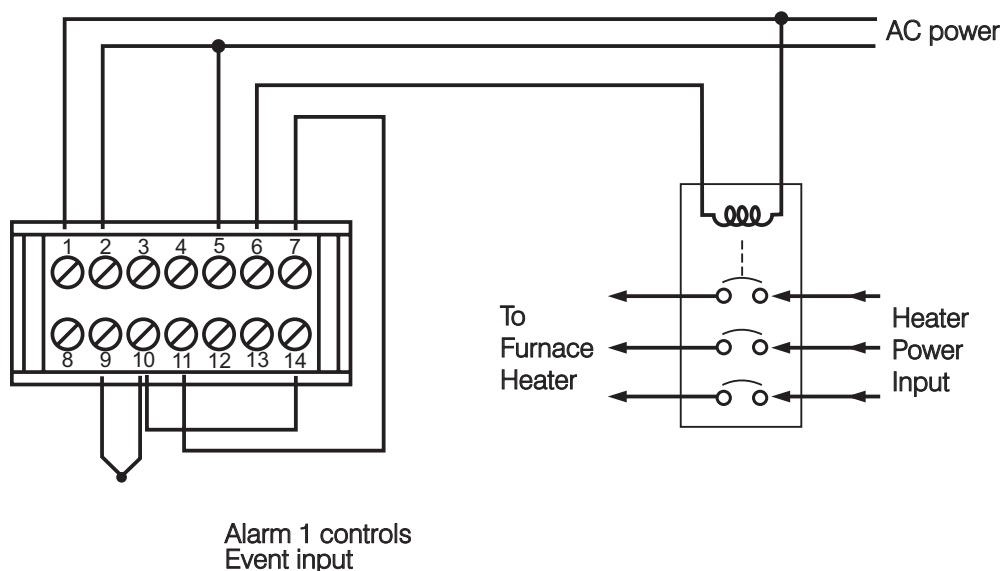 AC power
1 2 3 4 5 6 7
8 9 10 11 12 13 14
To
Furnace
Heater
Heater
Power
Input
Alarm 1 controls
Event input